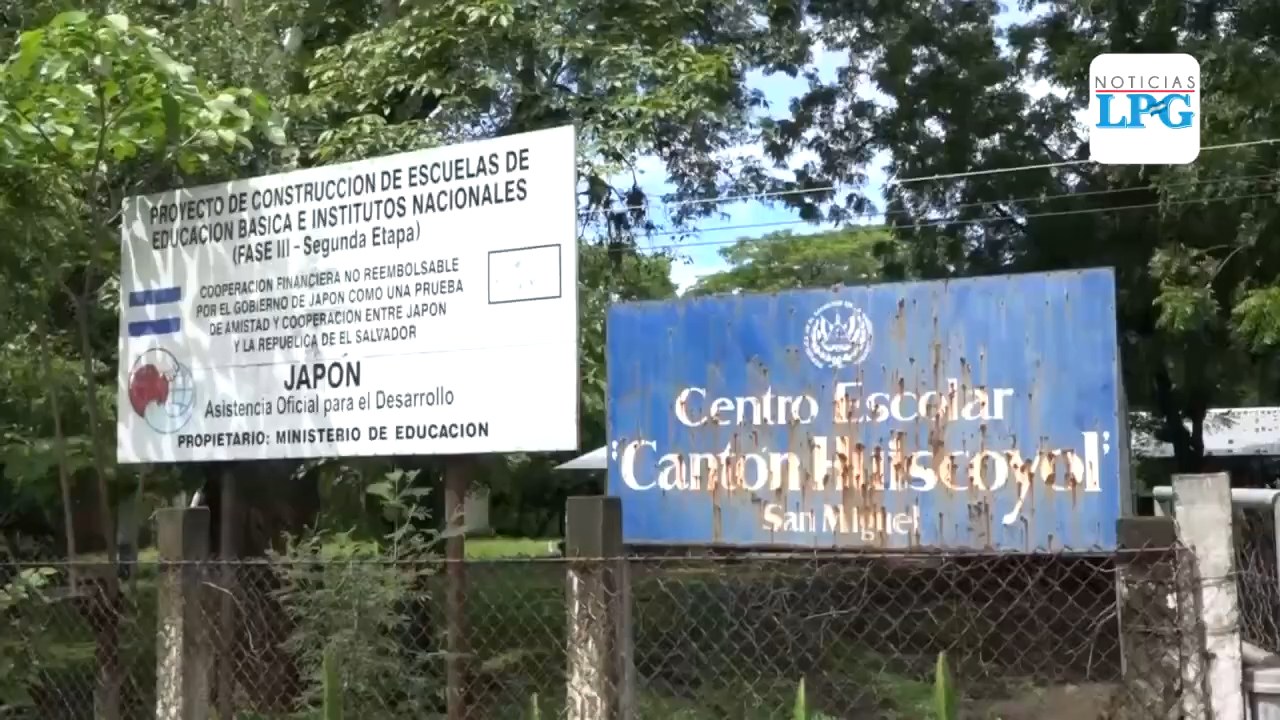 NOTICIAS
LPG
PROYECTO DE CONSTRUCCION DE ESCUELAS DE
EDUCACION BASICA E INSTITUTOS NACIONALES
(FASE III - Segunda Etapa)
COOPERACION FINANCIERA NO REEMBOLSABLE
POR EL GOBIERNO DE JAPON COMO UNA PRUEBA
DE AMISTAD Y COOPERACION ENTRE JAPON
Y LA REPUBLICA DE EL SALVADOR
JAPÓN
Asistencia Oficial para el Desarrollo
PROPIETARIO: MINISTERIO DE EDUCACION
Centro Escolar
'Cantón Huiscoyol'
San Miguel